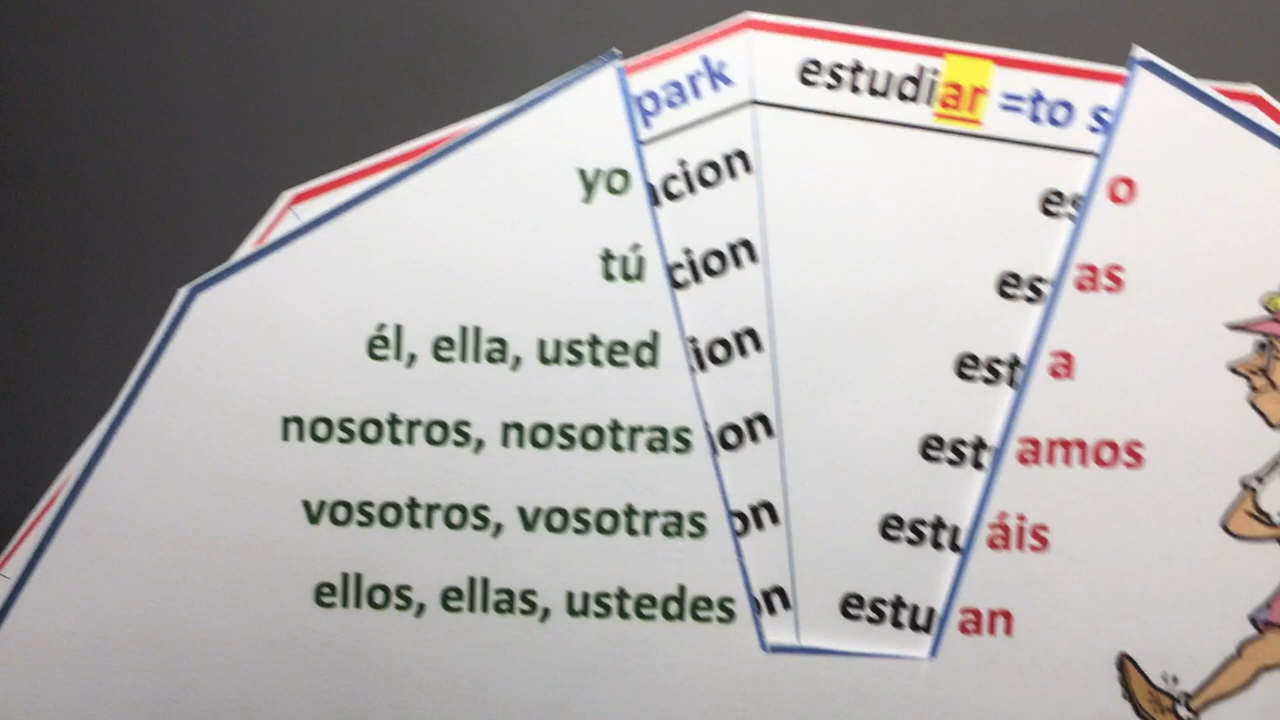 park estudiar =to s
yo cion es o
tú cion es as
él, ella, usted ion est a
nosotros, nosotras ion est amos
vosotros, vosotras on estu áis
ellos, ellas, ustedes n estu an